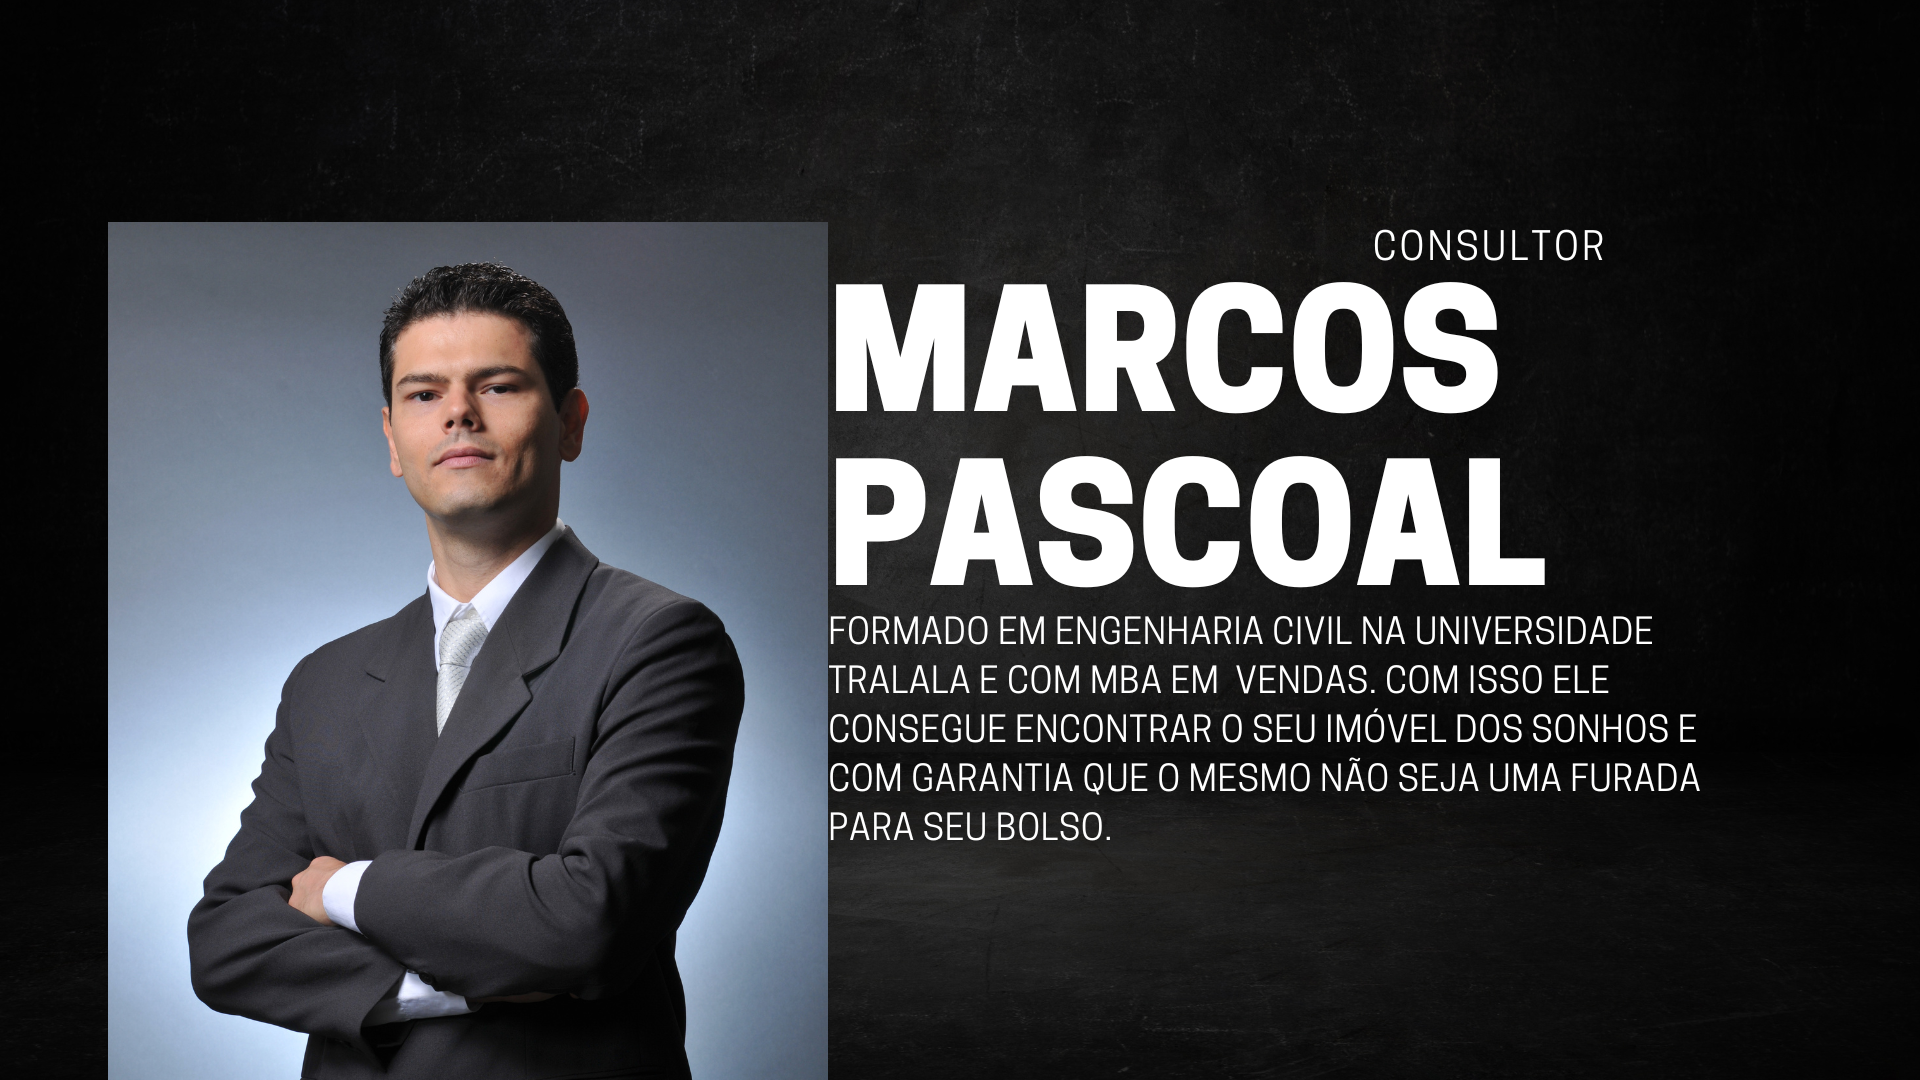 CONSULTOR
MARCOS
PASCOAL
FORMADO EM ENGENHARIA CIVIL NA UNIVERSIDADE
TRALALA E COM MBA EM  VENDAS. COM ISSO ELE
CONSEGUE ENCONTRAR O SEU IMÓVEL DOS SONHOS E
COM GARANTIA QUE O MESMO NÃO SEJA UMA FURADA
PARA SEU BOLSO.